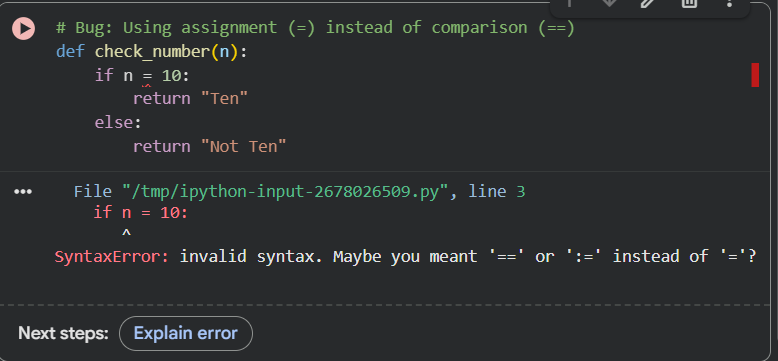 # Bug: Using assignment (=) instead of comparison (==)
def check_number(n):
    if n = 10:
        return "Ten"
    else:
        return "Not Ten"
File "/tmp/ipython-input-2678026509.py", line 3
    if n = 10:
       ^
SyntaxError: invalid syntax. Maybe you meant '==' or ':=' instead of '='?
Next steps: Explain error